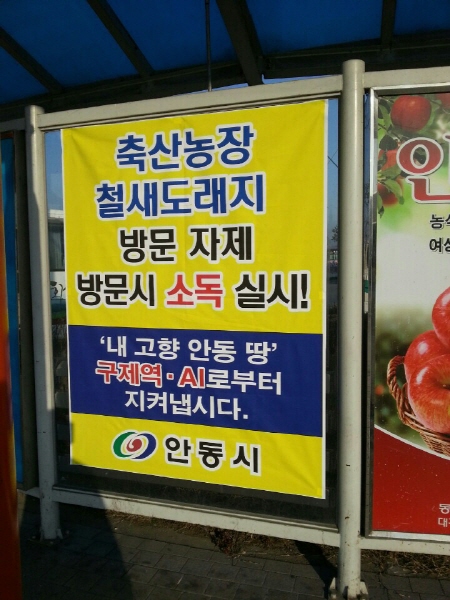 축산농장
철새도래지
방문 자제
방문시 소독 실시!
‘내 고향 안동 땅’
구제역·AI로부터
지켜냅시다.
안동시